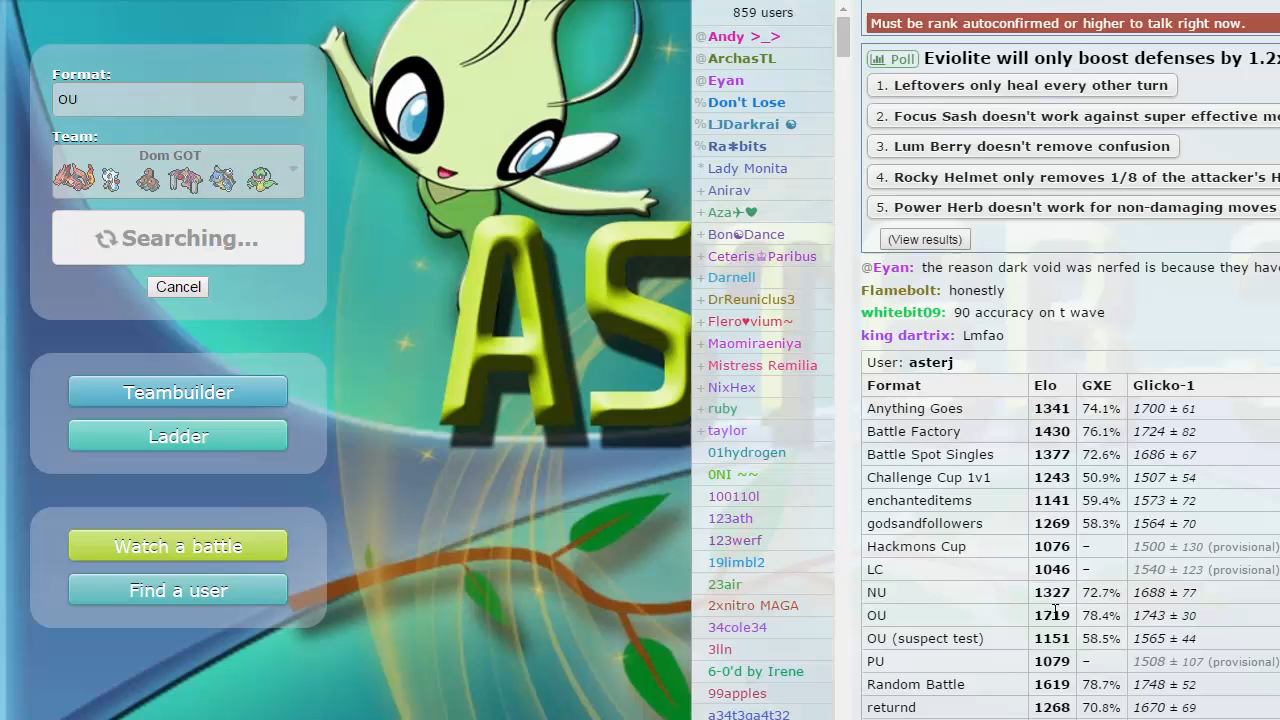 Format:
OU
Team:
Dom GOT
Searching...
Cancel
Teambuilder
Ladder
Watch a battle
Find a user
AS
859 users
@Andy >_>
@ArchasTL
@Eyan
%Don't Lose
%LJDarkrai ☯
%Ra✱bits
*Lady Monita
+Anirav
+Aza✈♥
+Bon☯Dance
+Ceteris♔Paribus
Darnell
+DrReuniclus3
+Flero♥vium~
+Maomiraeniya
+Mistress Remilia
+NixHex
+ruby
+taylor
01hydrogen
0NI ~~
100110l
123ath
123werf
19limbl2
23air
2xnitro MAGA
34cole34
3lln
6-0'd by Irene
99apples
a34t3ga4t32
Must be rank autoconfirmed or higher to talk right now.
Poll Eviolite will only boost defenses by 1.2x
1. Leftovers only heal every other turn
2. Focus Sash doesn't work against super effective mo
3. Lum Berry doesn't remove confusion
4. Rocky Helmet only removes 1/8 of the attacker's H
5. Power Herb doesn't work for non-damaging moves
(View results)
@Eyan: the reason dark void was nerfed is because they have
Flamebolt: honestly
whitebit09: 90 accuracy on t wave
king dartrix: Lmfao
User: asterj
Format Elo GXE Glicko-1
Anything Goes 1341 74.1% 1700 ± 61
Battle Factory 1430 76.1% 1724 ± 82
Battle Spot Singles 1377 72.6% 1686 ± 67
Challenge Cup 1v1 1243 50.9% 1507 ± 54
enchanteditems 1141 59.4% 1573 ± 72
godsandfollowers 1269 58.3% 1564 ± 70
Hackmons Cup 1076 – 1500 ± 130 (provisional)
LC 1046 – 1540 ± 123 (provisional)
NU 1327 72.7% 1688 ± 77
OU 1719 78.4% 1743 ± 30
OU (suspect test) 1151 58.5% 1565 ± 44
PU 1079 – 1508 ± 107 (provisional)
Random Battle 1619 78.7% 1748 ± 52
returnd 1268 70.8% 1670 ± 69